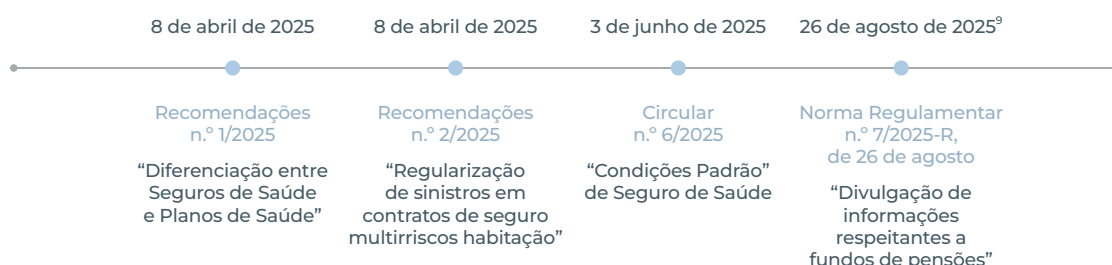 8 de abril de 2025
8 de abril de 2025
3 de junho de 2025
26 de agosto de 2025⁹
Recomendações
n.º 1/2025
“Diferenciação entre
Seguros de Saúde
e Planos de Saúde”
Recomendações
n.º 2/2025
“Regularização
de sinistros em
contratos de seguro
multirriscos habitação”
Circular
n.º 6/2025
“Condições Padrão”
de Seguro de Saúde
Norma Regulamentar
n.º 7/2025-R,
de 26 de agosto
“Divulgação de
informações
respeitantes a
fundos de pensões”